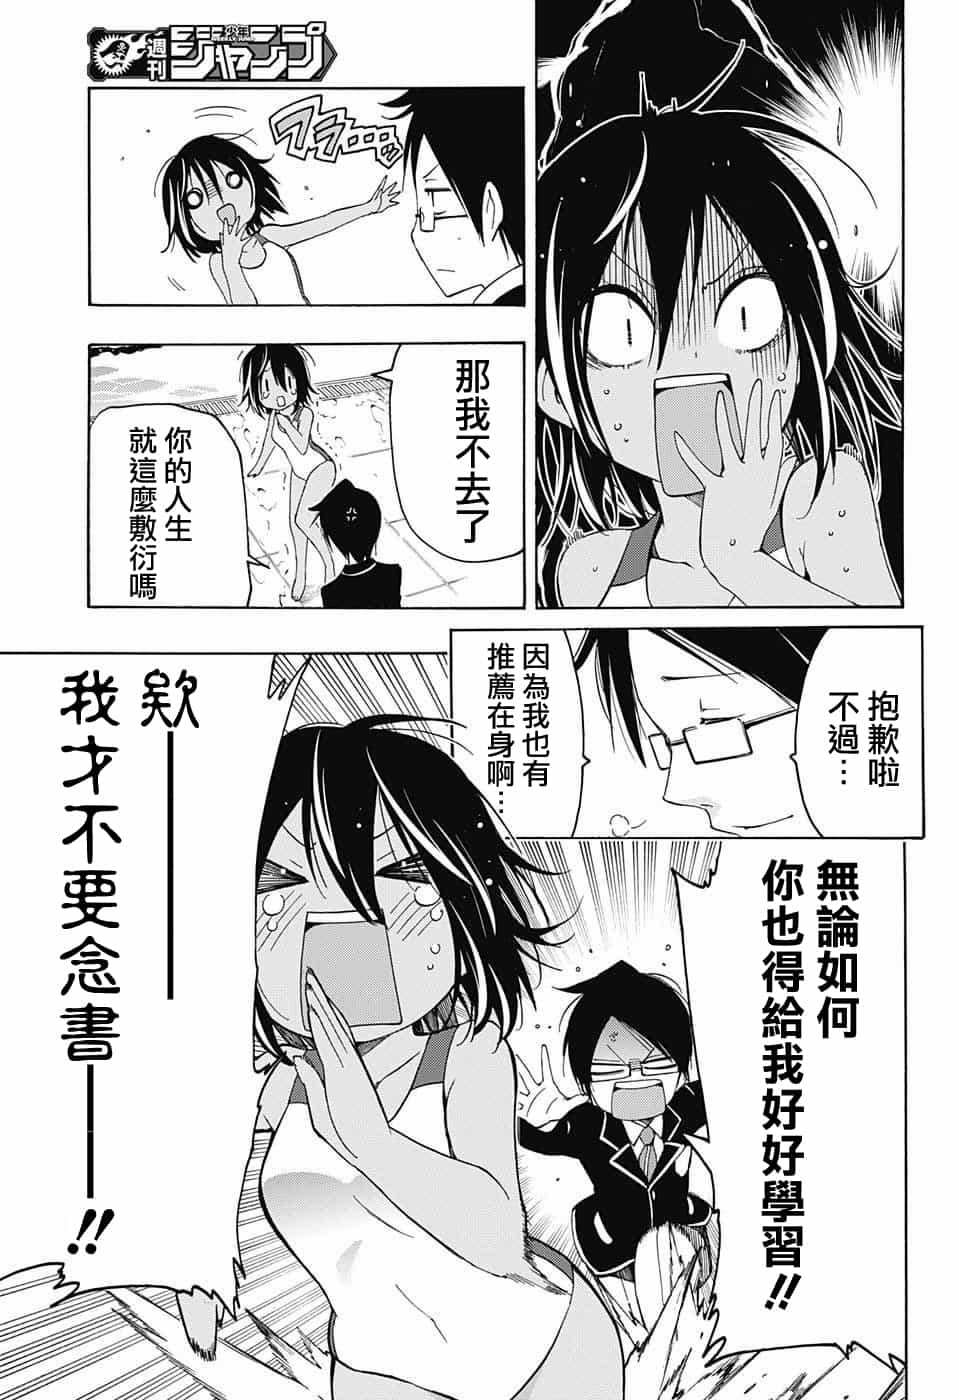 週刊
少年
ジャンプ
フラ……ッ
那我不去了
你的人生
就這麼敷衍嗎
抱歉啦
不過…
因為我也有
推薦在身啊…
無論如何
你也得給我好好學習!!
欸——
我才不要念書——!!